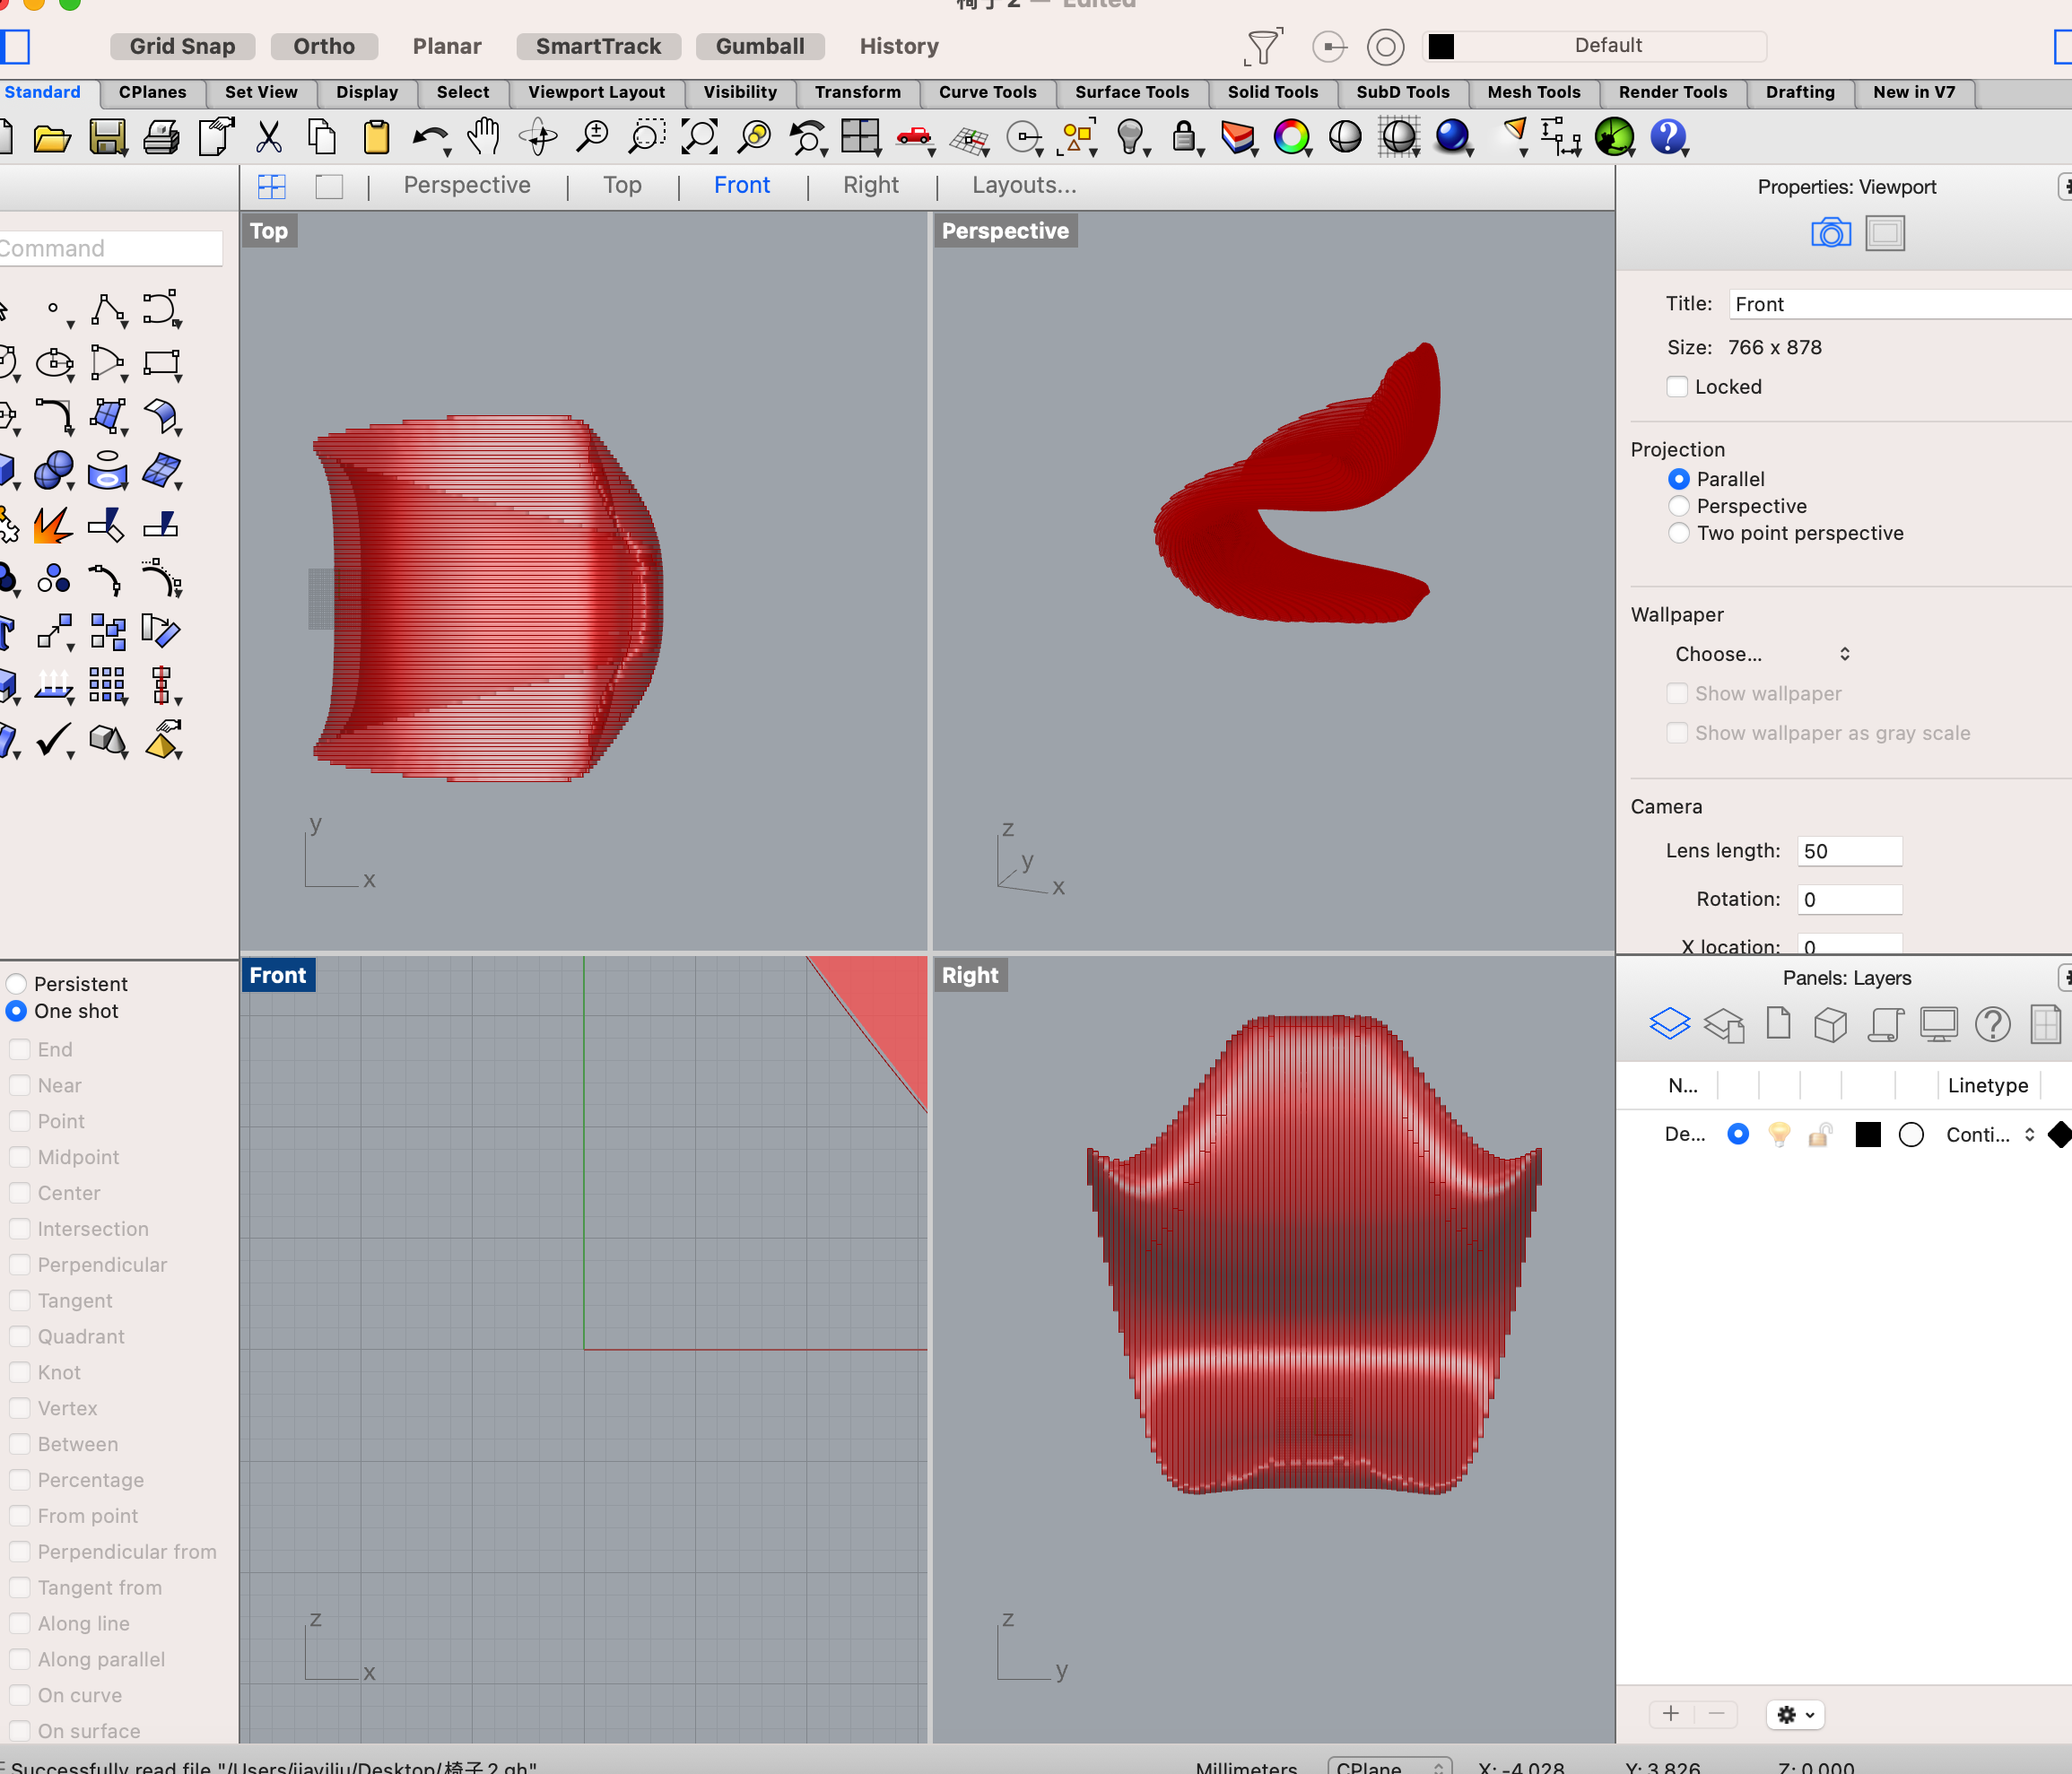 椅子 2 — Edited
Grid Snap Ortho Planar SmartTrack Gumball History Default
Standard CPlanes Set View Display Select Viewport Layout Visibility Transform Curve Tools Surface Tools Solid Tools SubD Tools Mesh Tools Render Tools Drafting New in V7
Perspective Top Front Right Layouts...
Command
Top
y
x
Perspective
z
y
x
Front
z
x
Right
z
y
Persistent
One shot
End
Near
Point
Midpoint
Center
Intersection
Perpendicular
Tangent
Quadrant
Knot
Vertex
Between
Percentage
From point
Perpendicular from
Tangent from
Along line
Along parallel
On curve
On surface
Properties: Viewport
Title: Front
Size: 766 x 878
Locked
Projection
Parallel
Perspective
Two point perspective
Wallpaper
Choose...
Show wallpaper
Show wallpaper as gray scale
Camera
Lens length: 50
Rotation: 0
X location: 0
Panels: Layers
N... Linetype
De... Conti...
Successfully read file "/Users/jiayiliu/Desktop/椅子 2.gh"
Millimeters CPlane X: -4.028 Y: 3.826 Z: 0.000